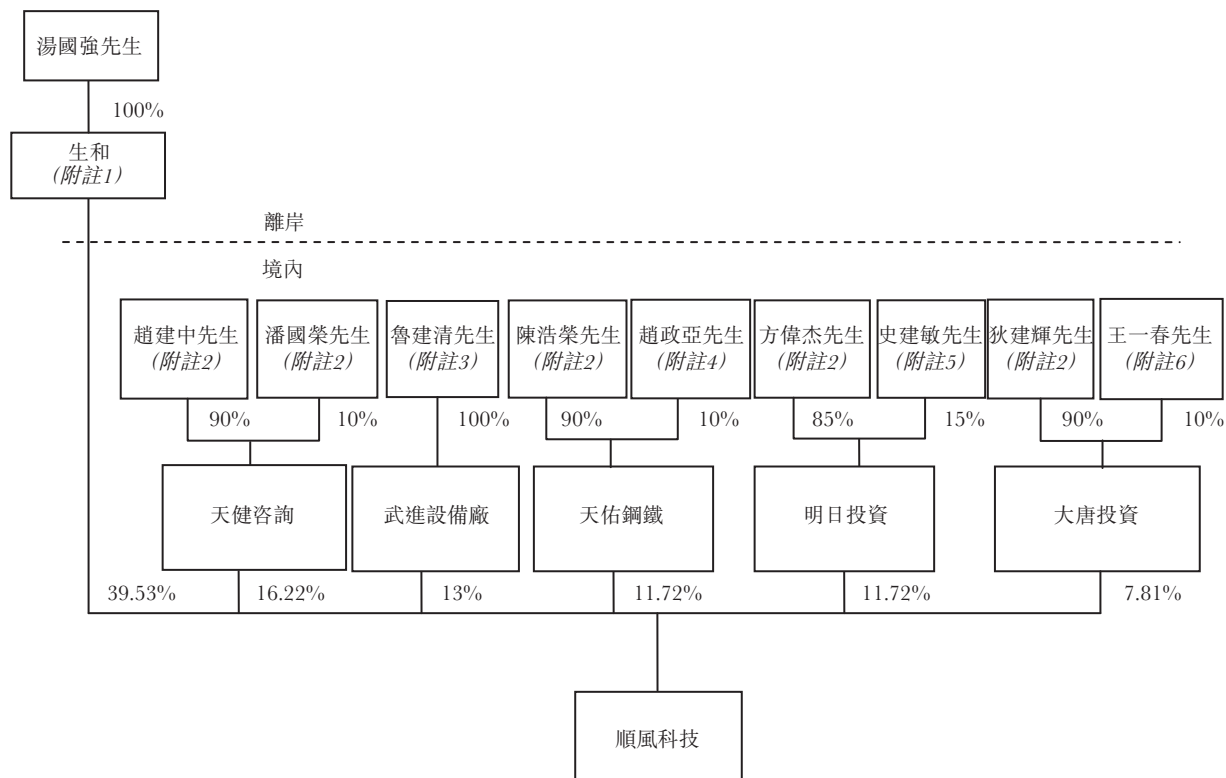 湯國強先生
100%
生和
(附註1)
離岸
境內
趙建中先生
(附註2)
潘國榮先生
(附註2)
魯建清先生
(附註3)
陳浩榮先生
(附註2)
趙政亞先生
(附註4)
方偉杰先生
(附註2)
史建敏先生
(附註5)
狄建輝先生
(附註2)
王一春先生
(附註6)
90%
10%
100%
90%
10%
85%
15%
90%
10%
天健咨詢
武進設備廠
天佑鋼鐵
明日投資
大唐投資
39.53%
16.22%
13%
11.72%
11.72%
7.81%
順風科技